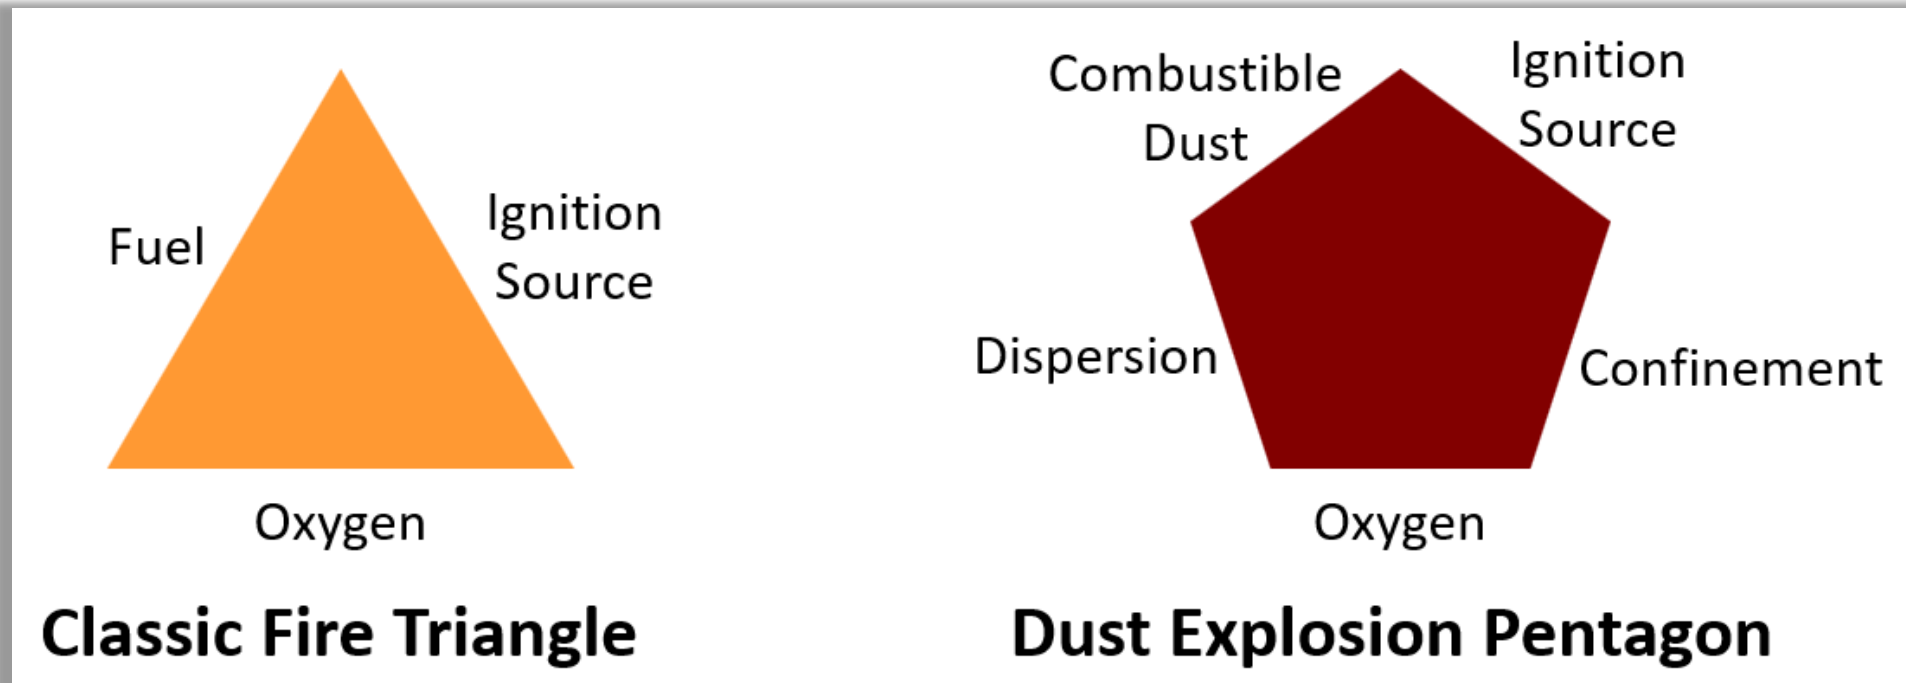 Fuel
Ignition
Source
Oxygen
Classic Fire Triangle
Combustible
Dust
Ignition
Source
Dispersion
Confinement
Oxygen
Dust Explosion Pentagon